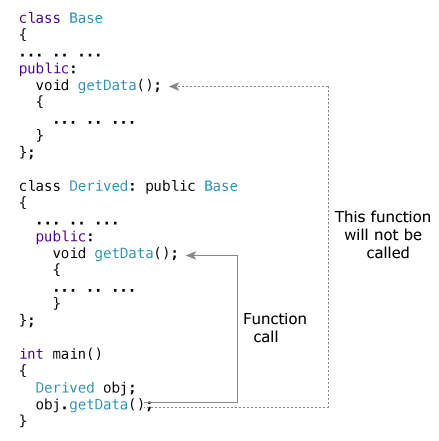 class Base
{
... .. ...
public:
void getData();
{
... .. ...
}
};
class Derived: public Base
{
... .. ...
public:
void getData();
{
... .. ...
}
};
int main()
{
Derived obj;
obj.getData();
}
This function
will not be
called
Function
call